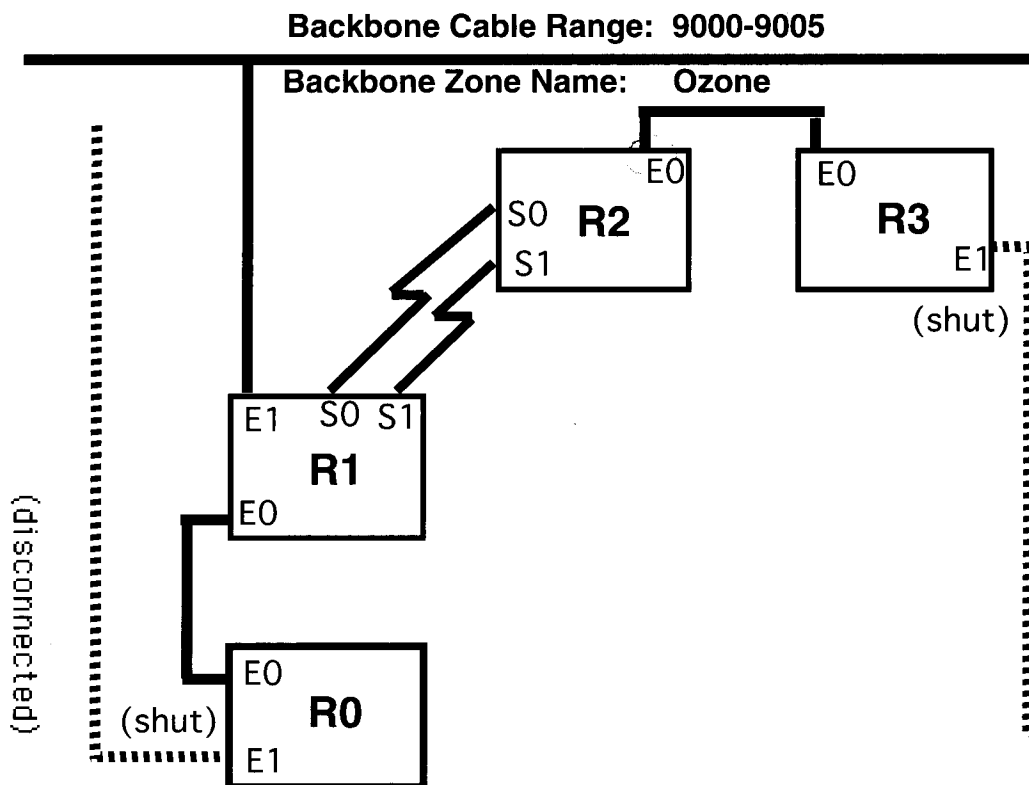 Backbone Cable Range: 9000-9005
Backbone Zone Name: Ozone
E0
E0
S0
R2
R3
S1
E1
(shut)
E1
S0
S1
R1
E0
(disconnected)
E0
(shut)
R0
E1